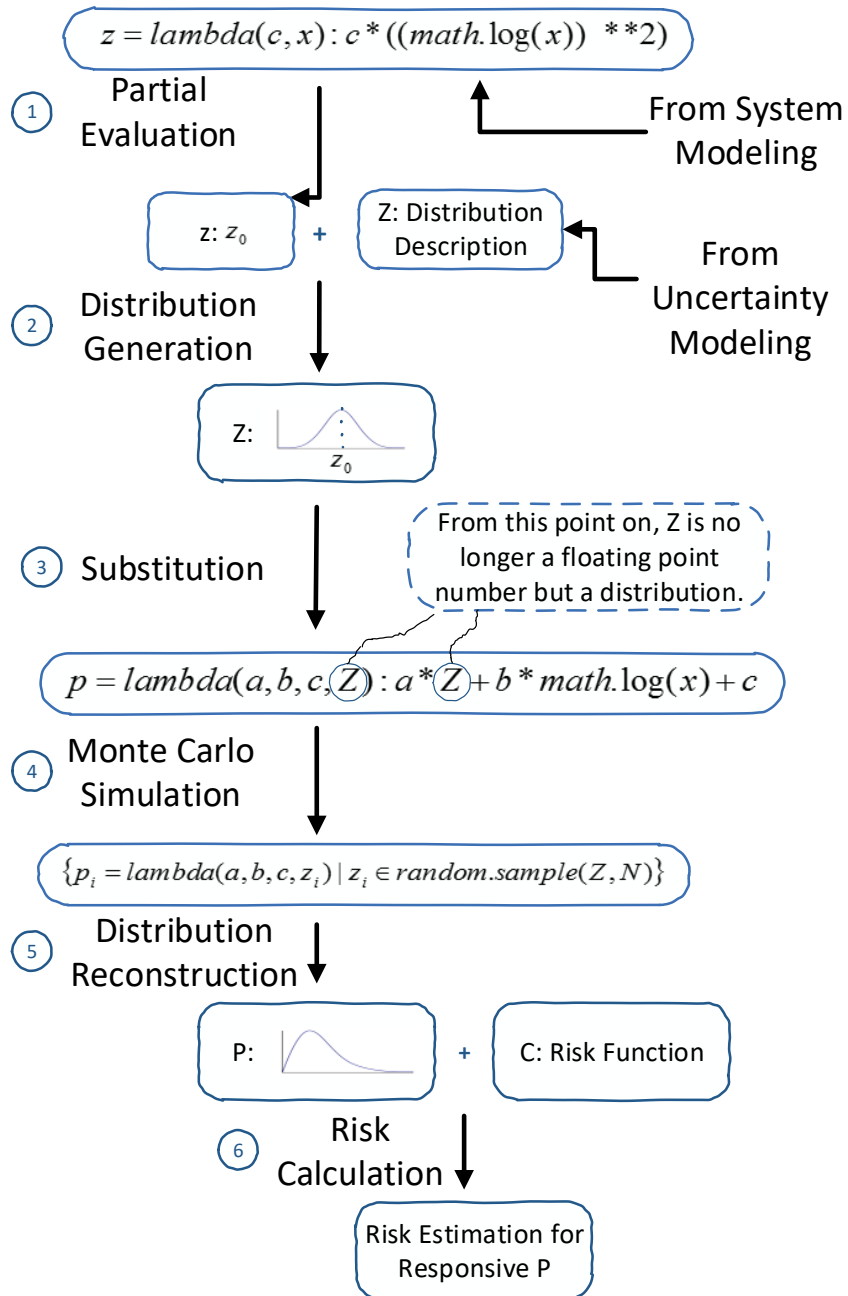 z = lambda(c, x) : c * ((math.log(x)) **2)
1
Partial
Evaluation
From System
Modeling
z: z₀
+
Z: Distribution
Description
From
Uncertainty
Modeling
2
Distribution
Generation
Z:
z₀
3
Substitution
From this point on, Z is no
longer a floating point
number but a distribution.
p = lambda(a, b, c, Z) : a * Z + b * math.log(x) + c
4
Monte Carlo
Simulation
{pᵢ = lambda(a, b, c, zᵢ) | zᵢ ∈ random.sample(Z, N)}
5
Distribution
Reconstruction
P:
+
C: Risk Function
6
Risk
Calculation
Risk Estimation for
Responsive P